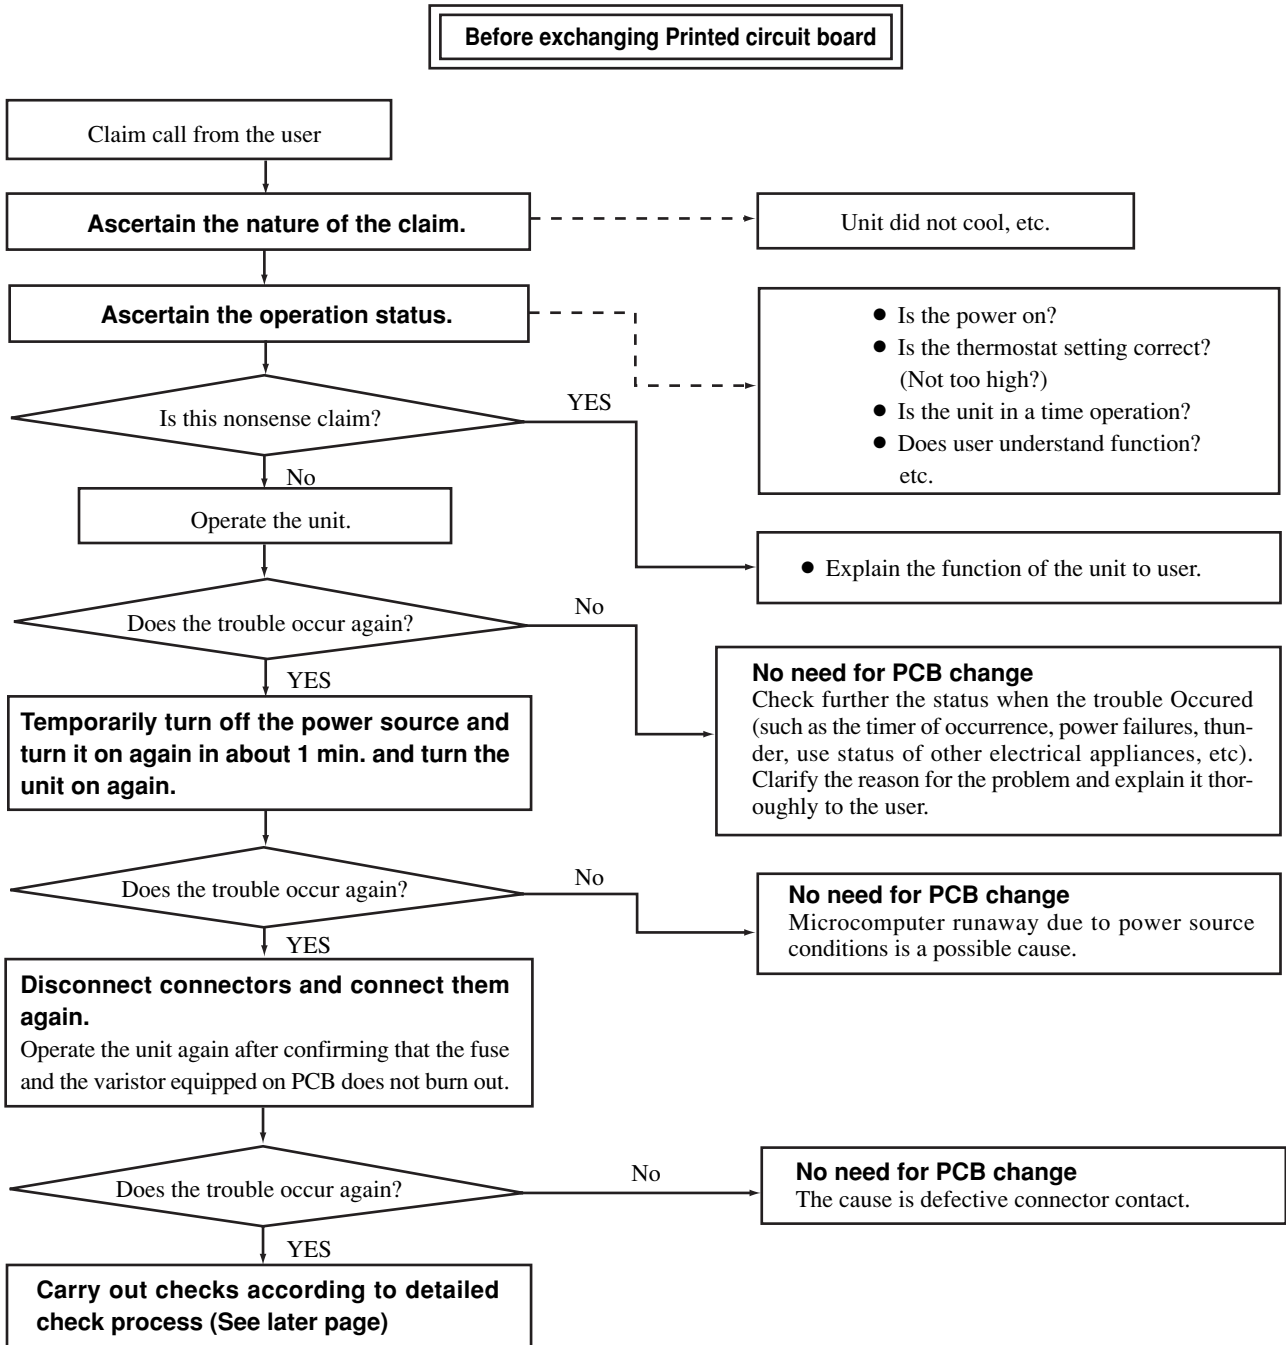 Before exchanging Printed circuit board
Claim call from the user
Ascertain the nature of the claim.
Unit did not cool, etc.
Ascertain the operation status.
● Is the power on?
● Is the thermostat setting correct?
(Not too high?)
● Is the unit in a time operation?
● Does user understand function?
etc.
Is this nonsense claim?
YES
No
Operate the unit.
● Explain the function of the unit to user.
Does the trouble occur again?
No
YES
No need for PCB change
Check further the status when the trouble Occured
(such as the timer of occurrence, power failures, thun-
der, use status of other electrical appliances, etc).
Clarify the reason for the problem and explain it thor-
oughly to the user.
Temporarily turn off the power source and
turn it on again in about 1 min. and turn the
unit on again.
Does the trouble occur again?
No
YES
No need for PCB change
Microcomputer runaway due to power source
conditions is a possible cause.
Disconnect connectors and connect them
again.
Operate the unit again after confirming that the fuse
and the varistor equipped on PCB does not burn out.
Does the trouble occur again?
No
YES
No need for PCB change
The cause is defective connector contact.
Carry out checks according to detailed
check process (See later page)